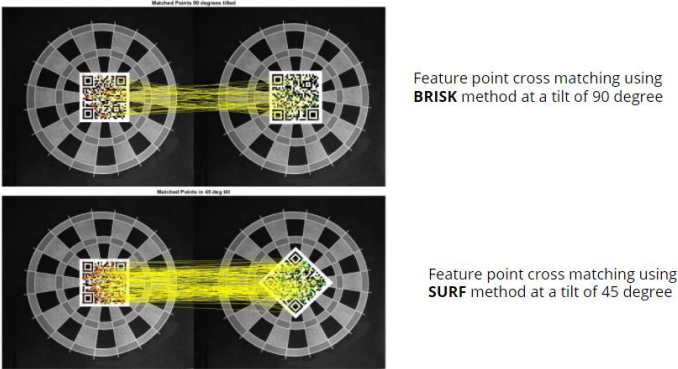 Matched Points 90 degrees tilted
Feature point cross matching using
BRISK method at a tilt of 90 degree
Matched Points in 45 deg tilt
Feature point cross matching using
SURF method at a tilt of 45 degree